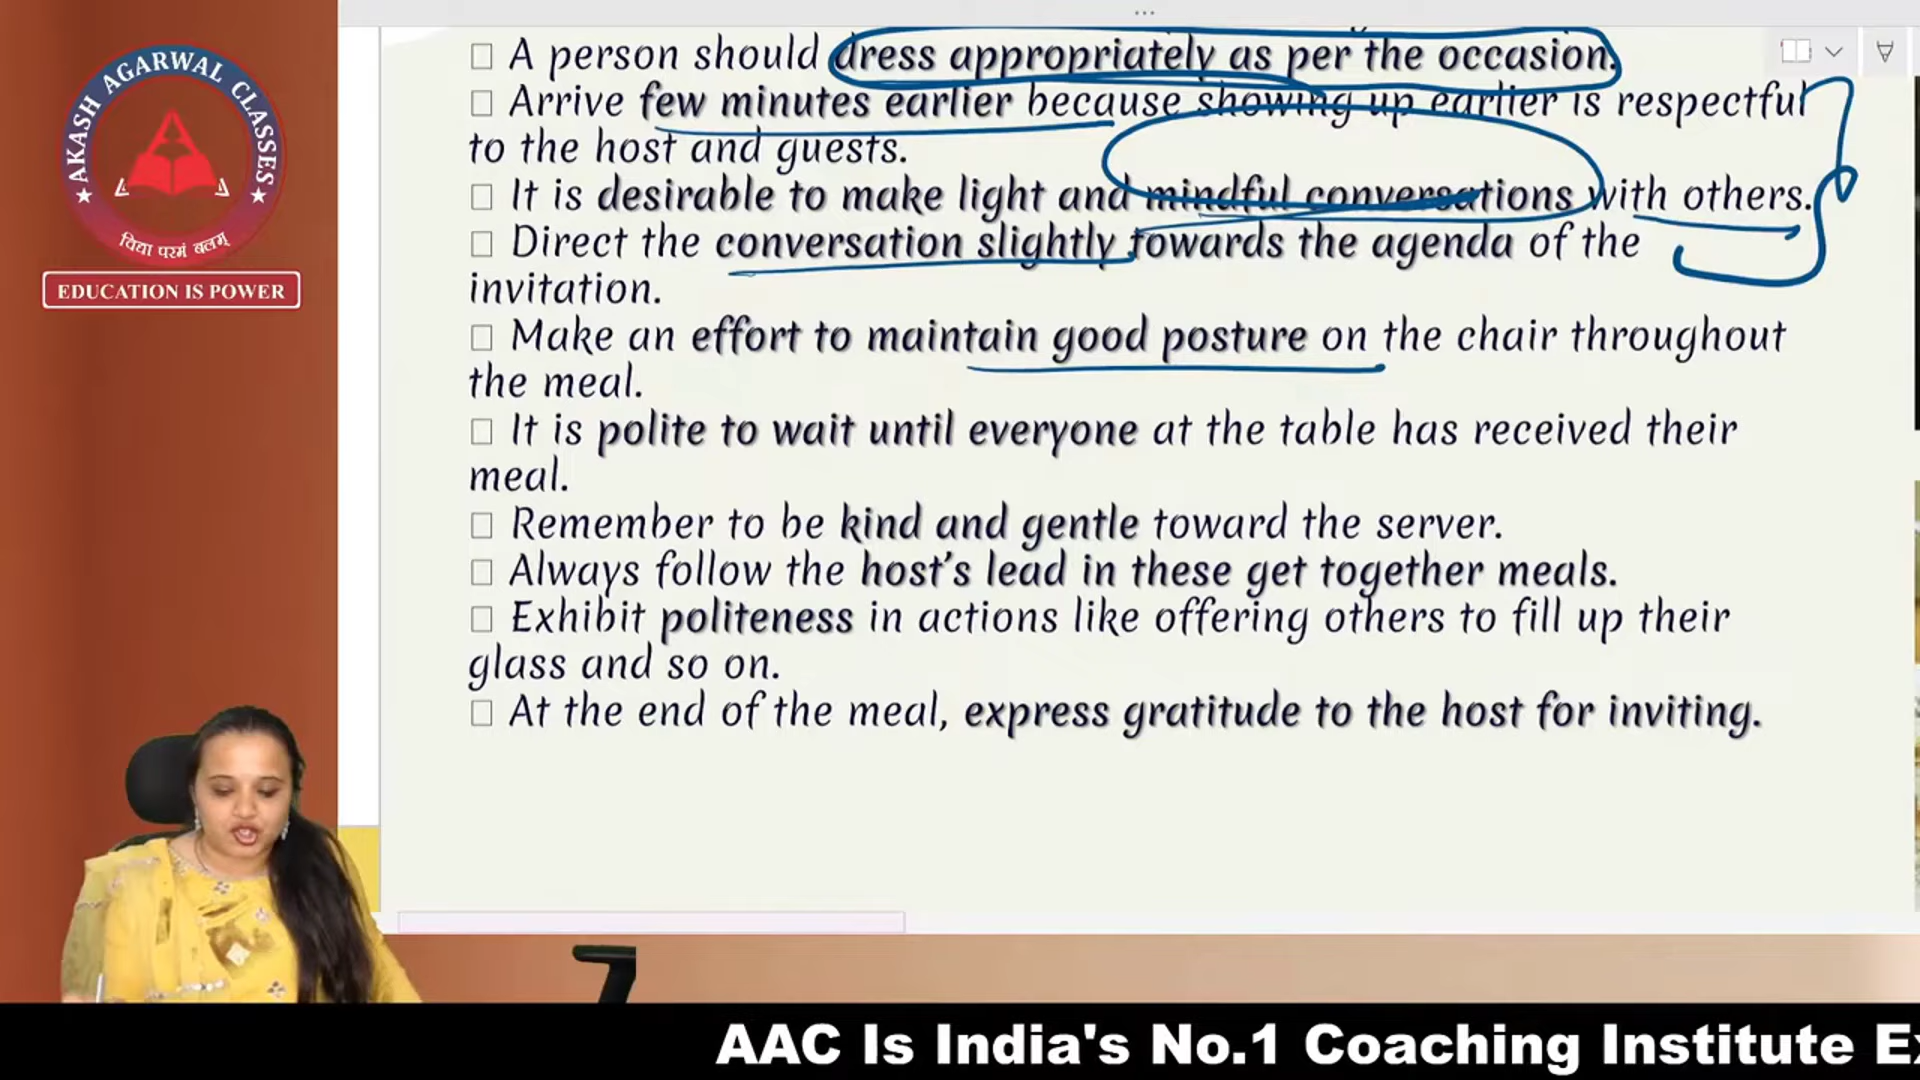 AKASH AGARWAL CLASSES
विद्या परमं बलम्
EDUCATION IS POWER
□ A person should dress appropriately as per the occasion.
□ Arrive few minutes earlier because showing up earlier is respectful
to the host and guests.
□ It is desirable to make light and mindful conversations with others.
□ Direct the conversation slightly towards the agenda of the
invitation.
□ Make an effort to maintain good posture on the chair throughout
the meal.
□ It is polite to wait until everyone at the table has received their
meal.
□ Remember to be kind and gentle toward the server.
□ Always follow the host's lead in these get together meals.
□ Exhibit politeness in actions like offering others to fill up their
glass and so on.
□ At the end of the meal, express gratitude to the host for inviting.
AAC Is India's No.1 Coaching Institute